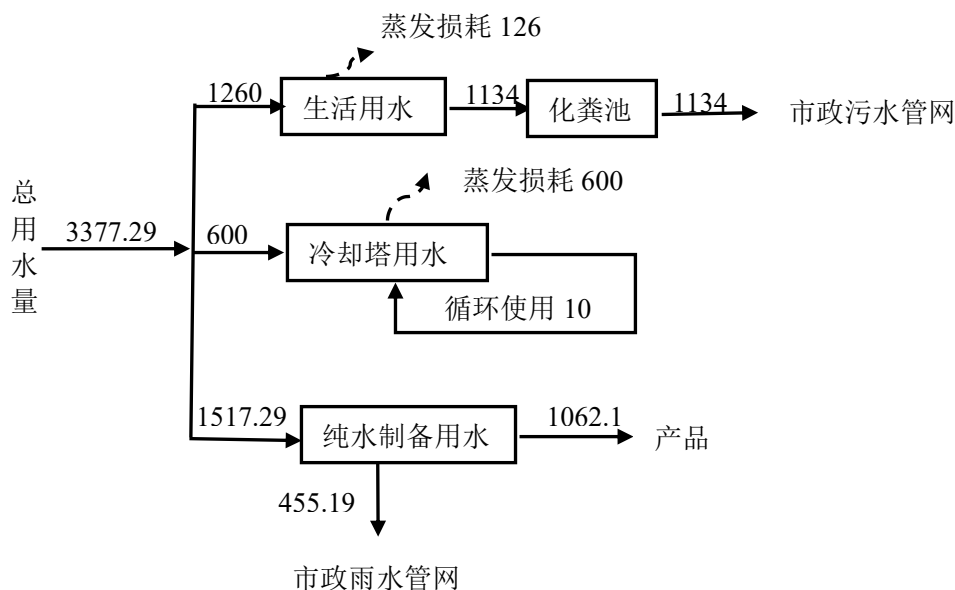 蒸发损耗 126
1260
生活用水
1134
化粪池
1134
市政污水管网
总用水量
3377.29
蒸发损耗 600
600
冷却塔用水
循环使用 10
1517.29
纯水制备用水
1062.1
产品
455.19
市政雨水管网